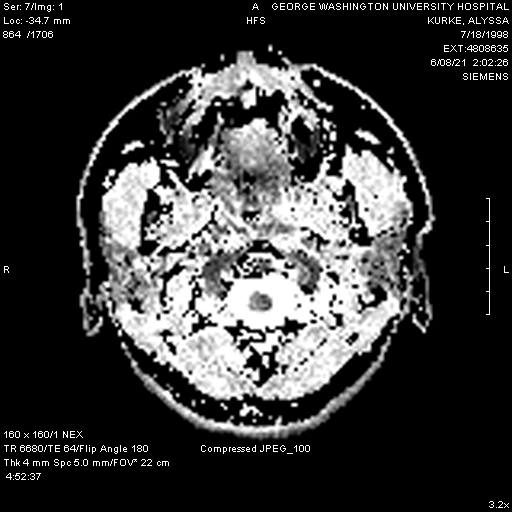 Ser: 7/Img: 1
Loc: -34.7 mm
864 /1706
A
HFS
GEORGE WASHINGTON UNIVERSITY HOSPITAL
KURKE, ALYSSA
7/18/1998
EXT:4808635
6/08/21 2:02:26
SIEMENS
R
L
160 x 160/1 NEX
TR 6680/TE 64/Flip Angle 180
Thk 4 mm Spc 5.0 mm/FOV* 22 cm
4:52:37
Compressed JPEG_100
3.2x